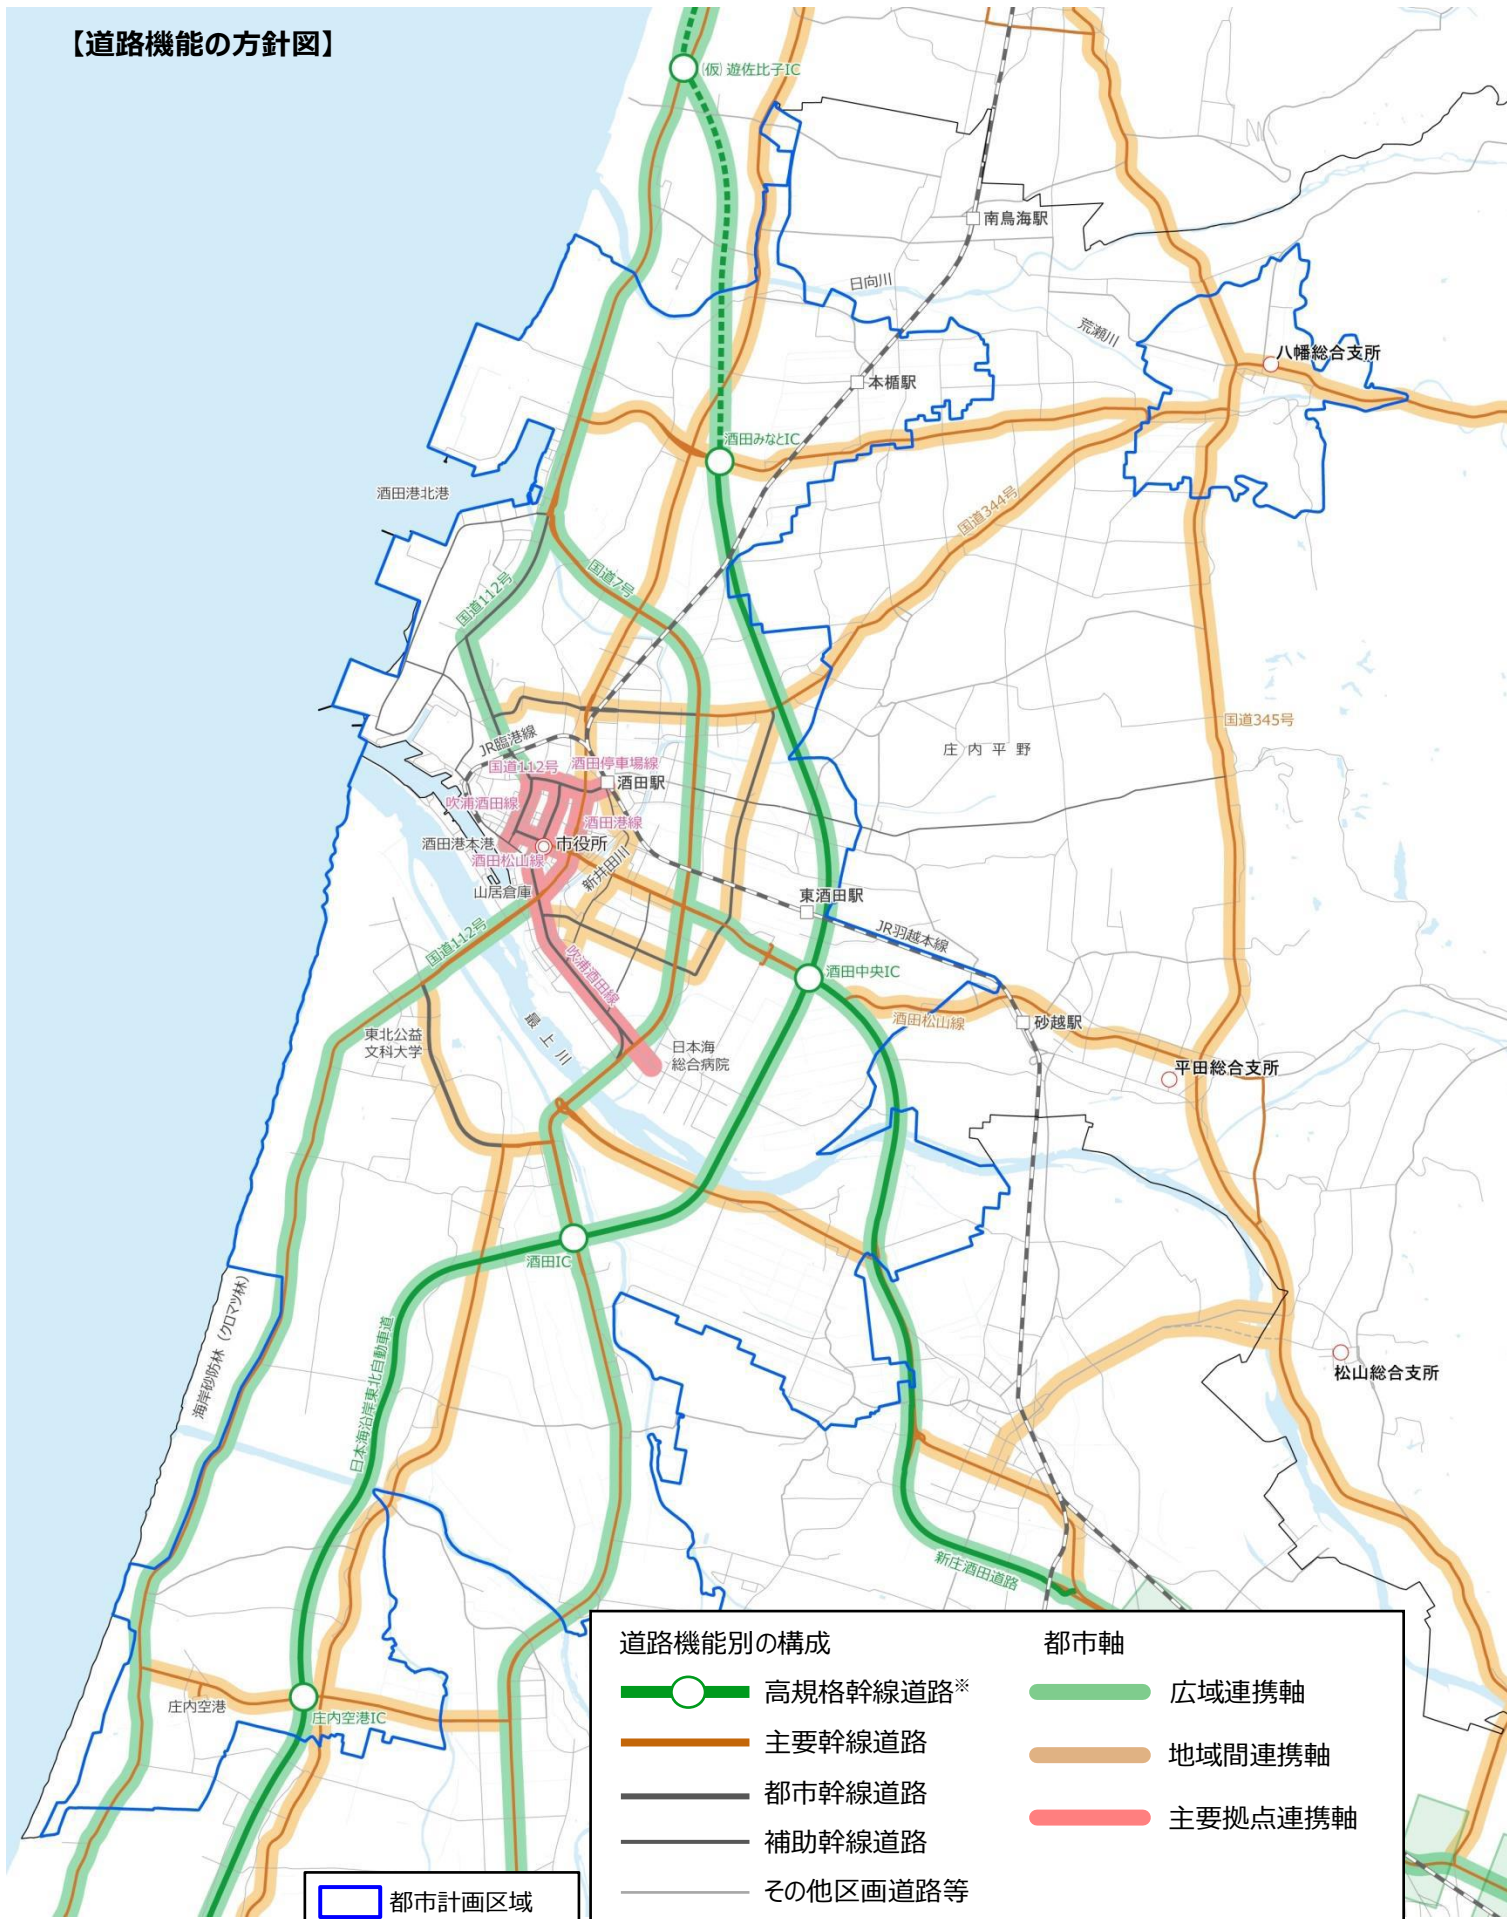 【道路機能の方針図】
(仮)遊佐比子IC
南鳥海駅
日向川
荒瀬川
八幡総合支所
本楯駅
酒田みなとIC
酒田港北港
国道344号
国道7号
国道112号
国道345号
庄内平野
JR臨港線
国道112号
酒田停車場線
酒田駅
吹浦酒田線
酒田港線
酒田港本港
市役所
酒田松山線
新井田川
山居倉庫
東酒田駅
JR羽越本線
国道112号
吹浦酒田線
酒田中央IC
酒田松山線
砂越駅
最上川
東北公益
文科大学
日本海
総合病院
平田総合支所
酒田IC
海岸砂防林(クロマツ林)
日本海沿岸東北自動車道
松山総合支所
新庄酒田道路
庄内空港
庄内空港IC
道路機能別の構成
高規格幹線道路※
主要幹線道路
都市幹線道路
補助幹線道路
その他区画道路等
都市軸
広域連携軸
地域間連携軸
主要拠点連携軸
都市計画区域